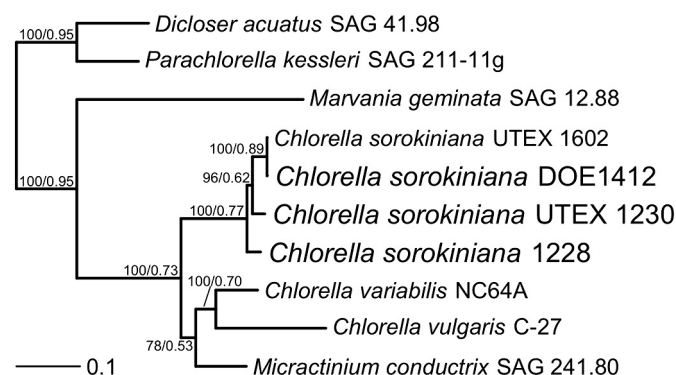 Dicloser acuatus SAG 41.98
100/0.95
Parachlorella kessleri SAG 211-11g
Marvania geminata SAG 12.88
Chlorella sorokiniana UTEX 1602
100/0.89
Chlorella sorokiniana DOE1412
96/0.62
100/0.95
Chlorella sorokiniana UTEX 1230
100/0.77
Chlorella sorokiniana 1228
100/0.73
100/0.70
Chlorella variabilis NC64A
Chlorella vulgaris C-27
78/0.53
0.1
Micractinium conductrix SAG 241.80